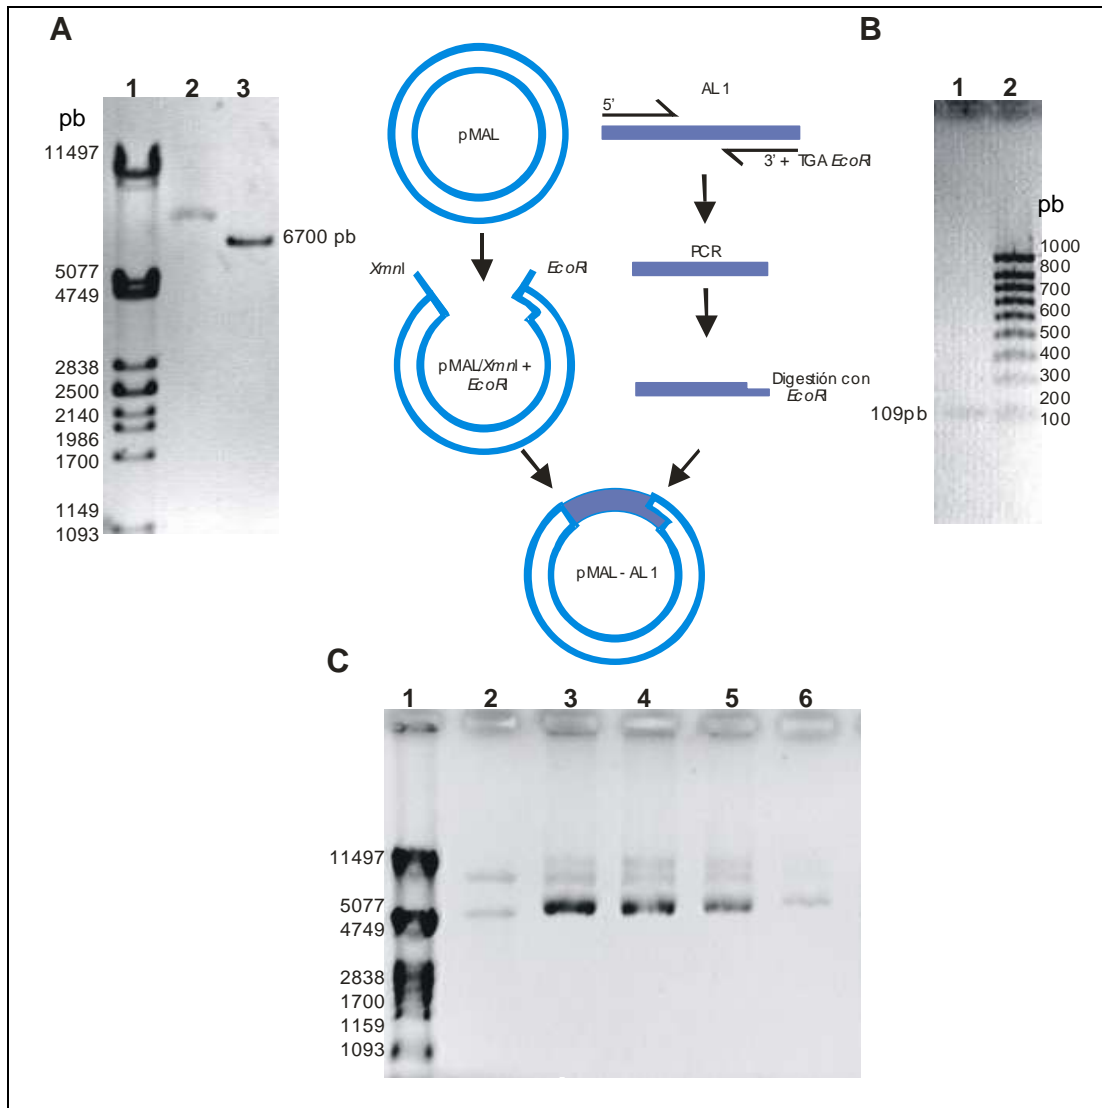 A
1 2 3
pb
11497
5077
4749
2838
2500
2140
1986
1700
1149
1093
6700 pb
pMAL
AL1
5’
3’ + TGA EcoRI
PCR
XmnI
EcoRI
pMAL/XmnI +
EcoRI
Digestión con
EcoRI
pMAL - AL1
B
1 2
pb
1000
800
700
600
500
400
300
200
100
109pb
C
1 2 3 4 5 6
11497
5077
4749
2838
1700
1159
1093